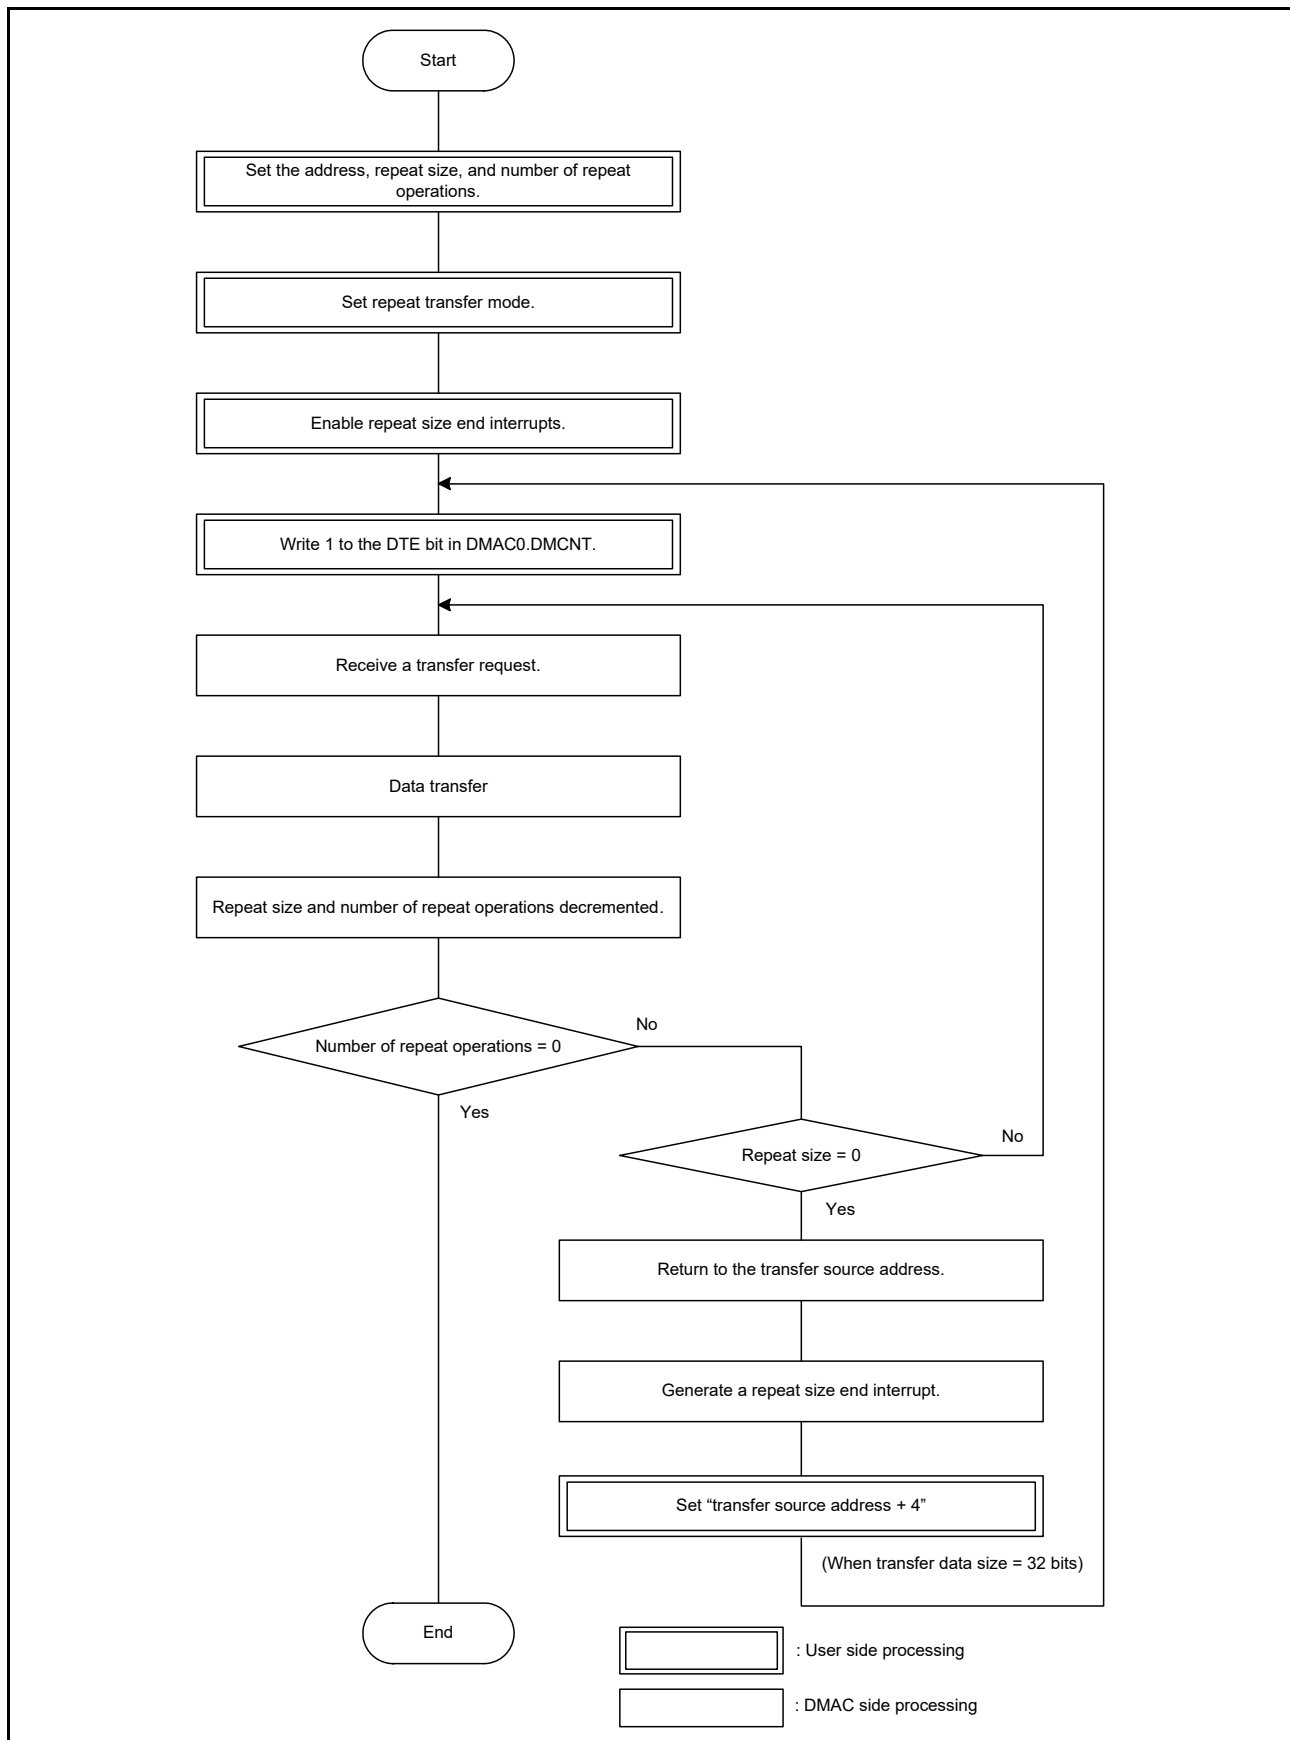 Start
Set the address, repeat size, and number of repeat
operations.
Set repeat transfer mode.
Enable repeat size end interrupts.
Write 1 to the DTE bit in DMAC0.DMCNT.
Receive a transfer request.
Data transfer
Repeat size and number of repeat operations decremented.
No
Number of repeat operations = 0
Yes
No
Repeat size = 0
Yes
Return to the transfer source address.
Generate a repeat size end interrupt.
Set “transfer source address + 4”
(When transfer data size = 32 bits)
End
: User side processing
: DMAC side processing